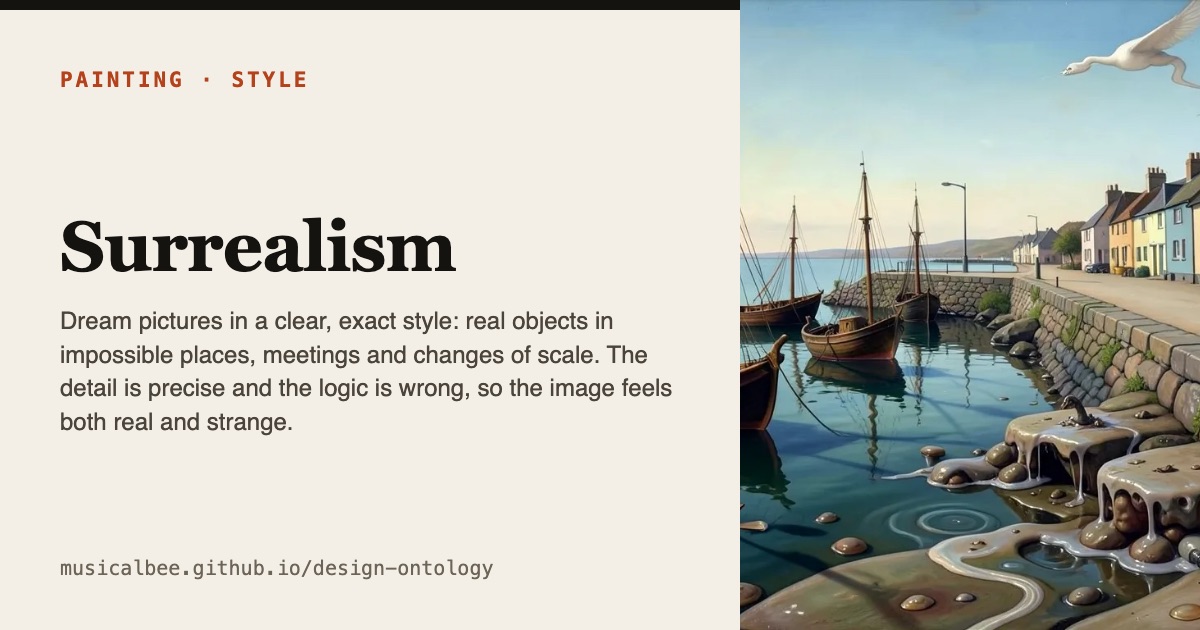 PAINTING · STYLE
Surrealism
Dream pictures in a clear, exact style: real objects in
impossible places, meetings and changes of scale. The
detail is precise and the logic is wrong, so the image feels
both real and strange.
musicalbee.github.io/design-ontology